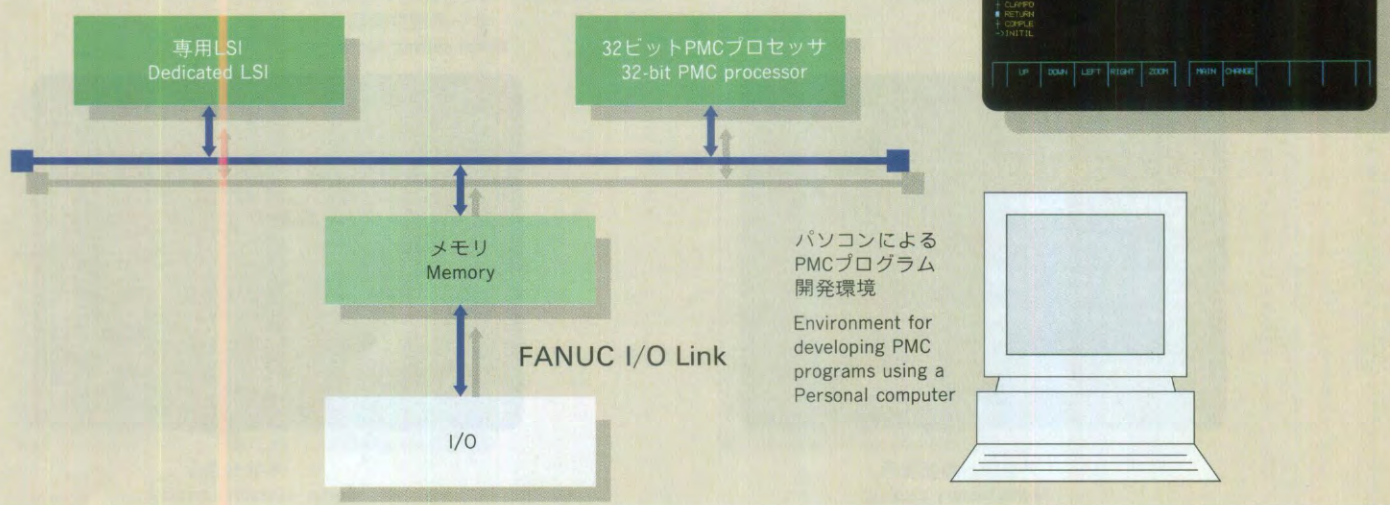 CLAMPO
RETURN
COMPLE
->INITIL
UP DOWN LEFT RIGHT ZOOM MAIN CHANGE
専用LSI
Dedicated LSI
32ビットPMCプロセッサ
32-bit PMC processor
メモリ
Memory
FANUC I/O Link
I/O
パソコンによる
PMCプログラム
開発環境
Environment for
developing PMC
programs using a
Personal computer